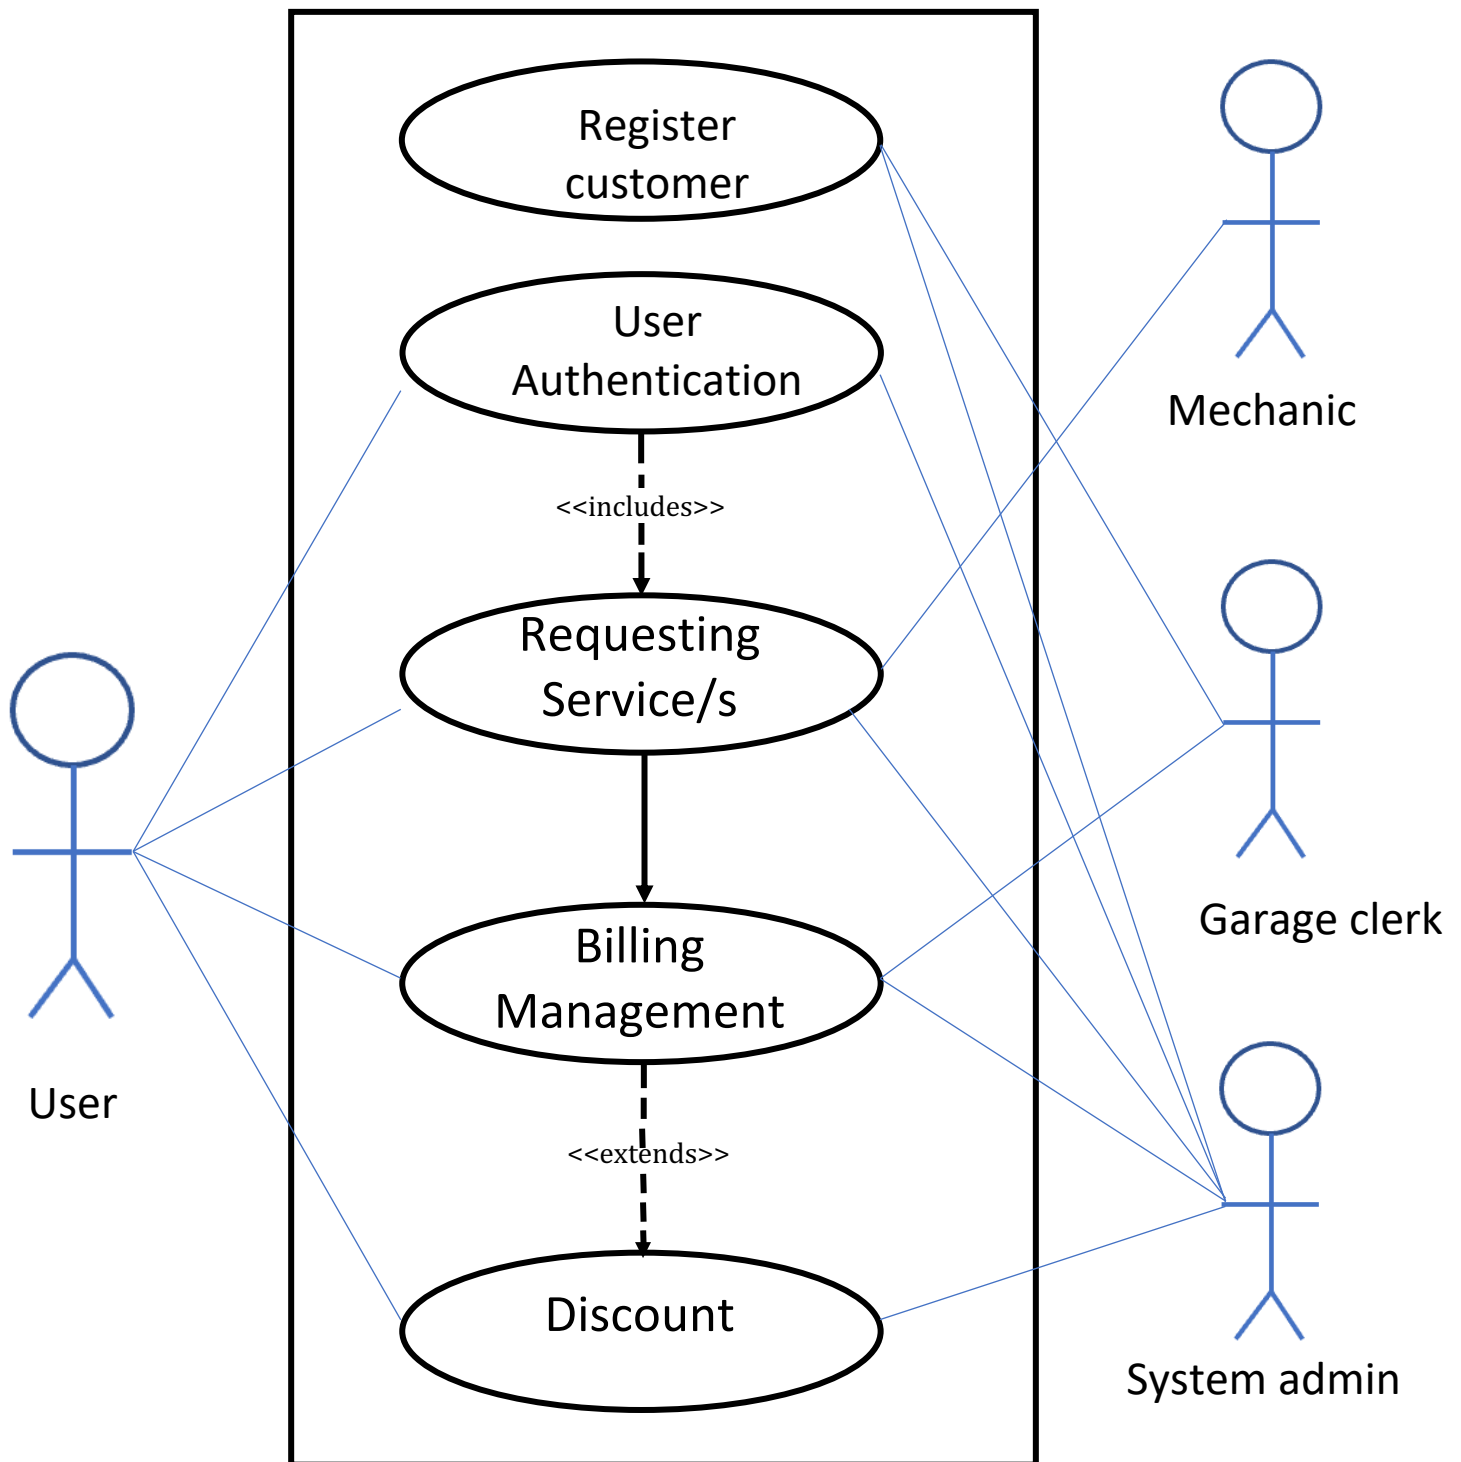 Register
customer
User
Authentication
<<includes>>
Requesting
Service/s
Billing
Management
<<extends>>
Discount
User
Mechanic
Garage clerk
System admin